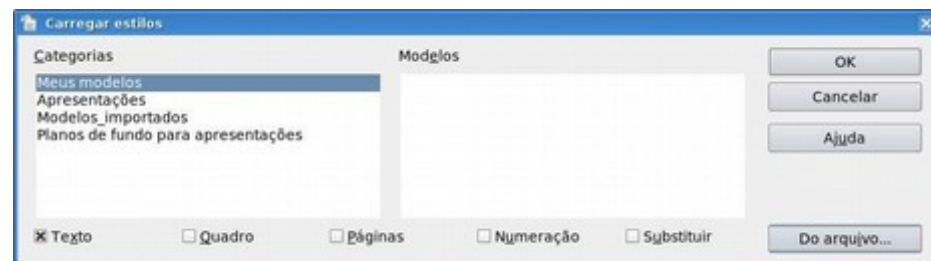 Carregar estilos
Categorias
Modelos
Meus modelos
Apresentações
Modelos_importados
Planos de fundo para apresentações
OK
Cancelar
Ajuda
Texto
Quadro
Páginas
Numeração
Substituir
Do arquivo...